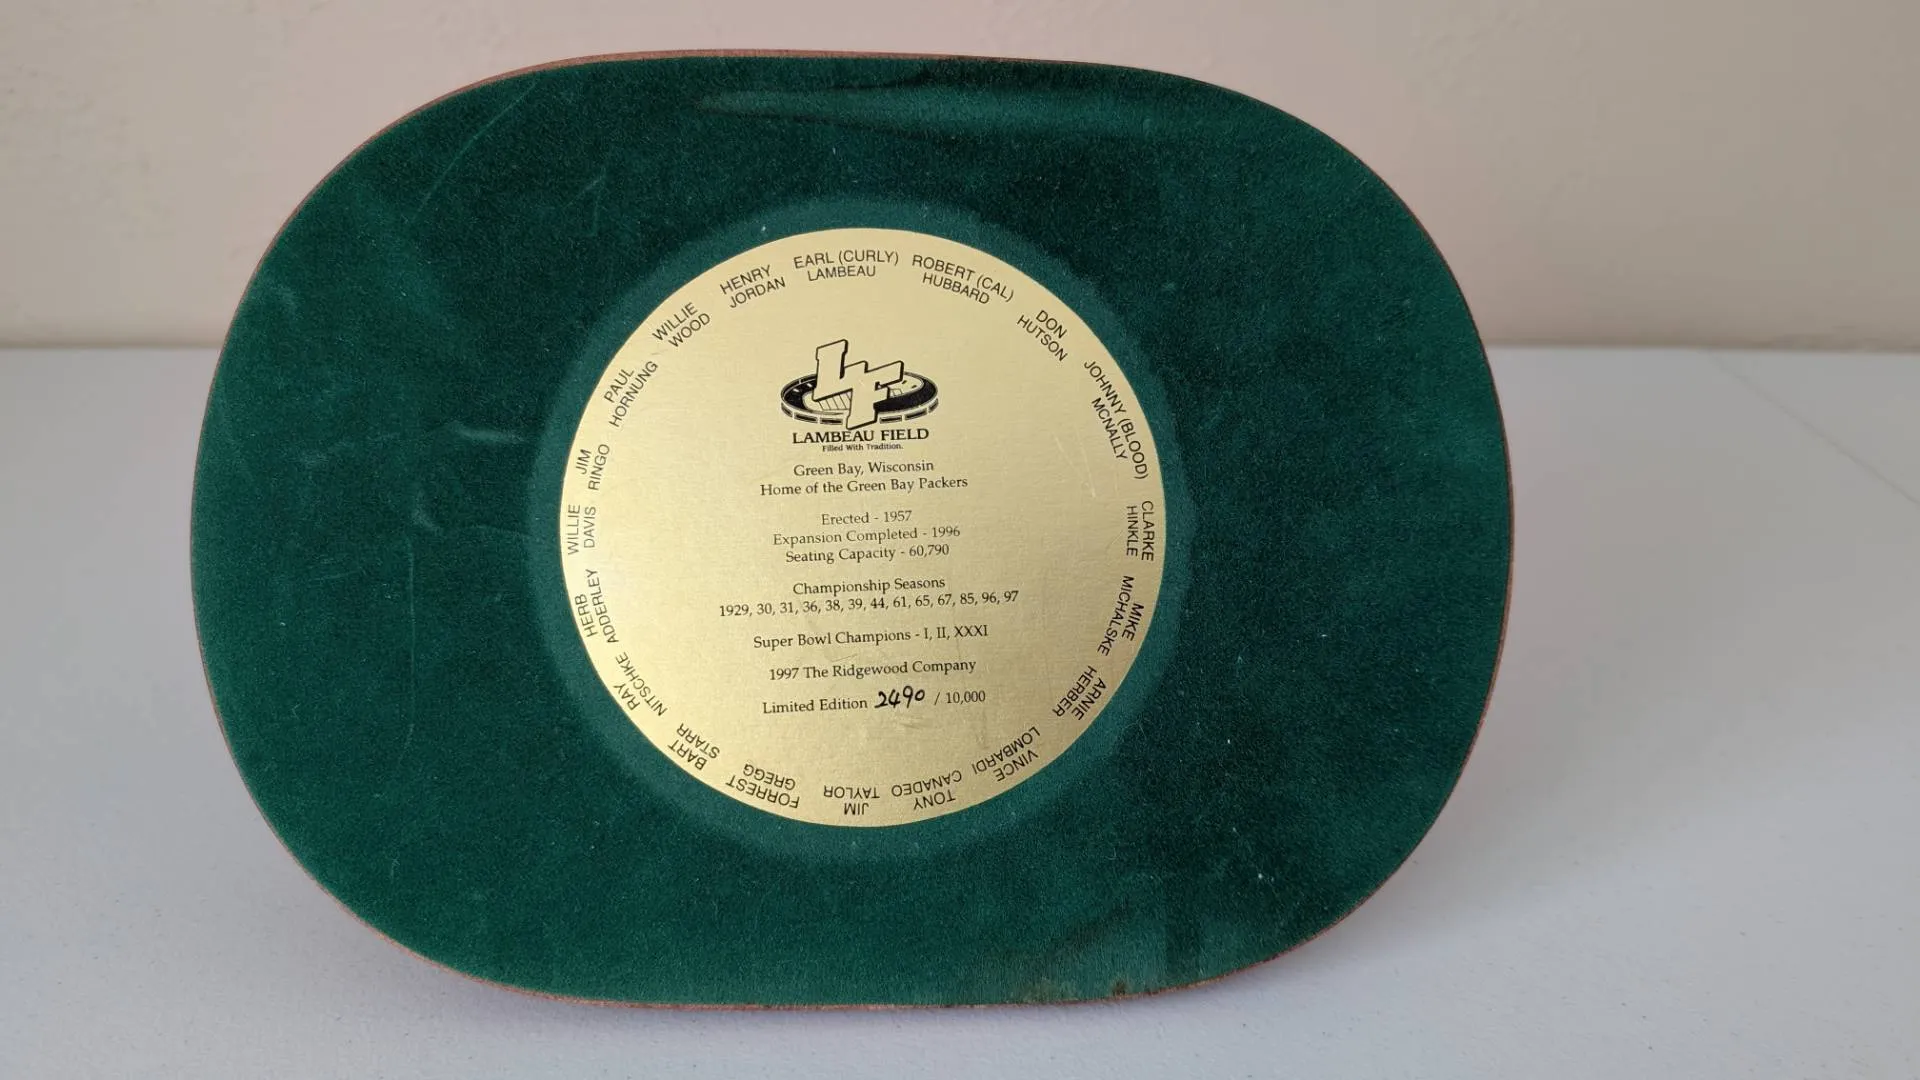 EARL (CURLY)
LAMBEAU
ROBERT (CAL)
HUBBARD
DON
HUTSON
JOHNNY (BLOOD)
MCNALLY
CLARKE
HINKLE
MIKE
MICHALSKE
ARNIE
HERBER
VINCE
LOMBARDI
TONY
CANADEO
JIM
TAYLOR
FORREST
GREGG
BART
STARR
RAY
NITSCHKE
HERB
ADDERLEY
WILLIE
DAVIS
JIM
RINGO
PAUL
HORNUNG
WILLIE
WOOD
HENRY
JORDAN
LF
LAMBEAU FIELD
Filled With Tradition.
Green Bay, Wisconsin
Home of the Green Bay Packers
Erected - 1957
Expansion Completed - 1996
Seating Capacity - 60,790
Championship Seasons
1929, 30, 31, 36, 38, 39, 44, 61, 65, 67, 85, 96, 97
Super Bowl Champions - I, II, XXXI
1997 The Ridgewood Company
Limited Edition 2490 / 10,000